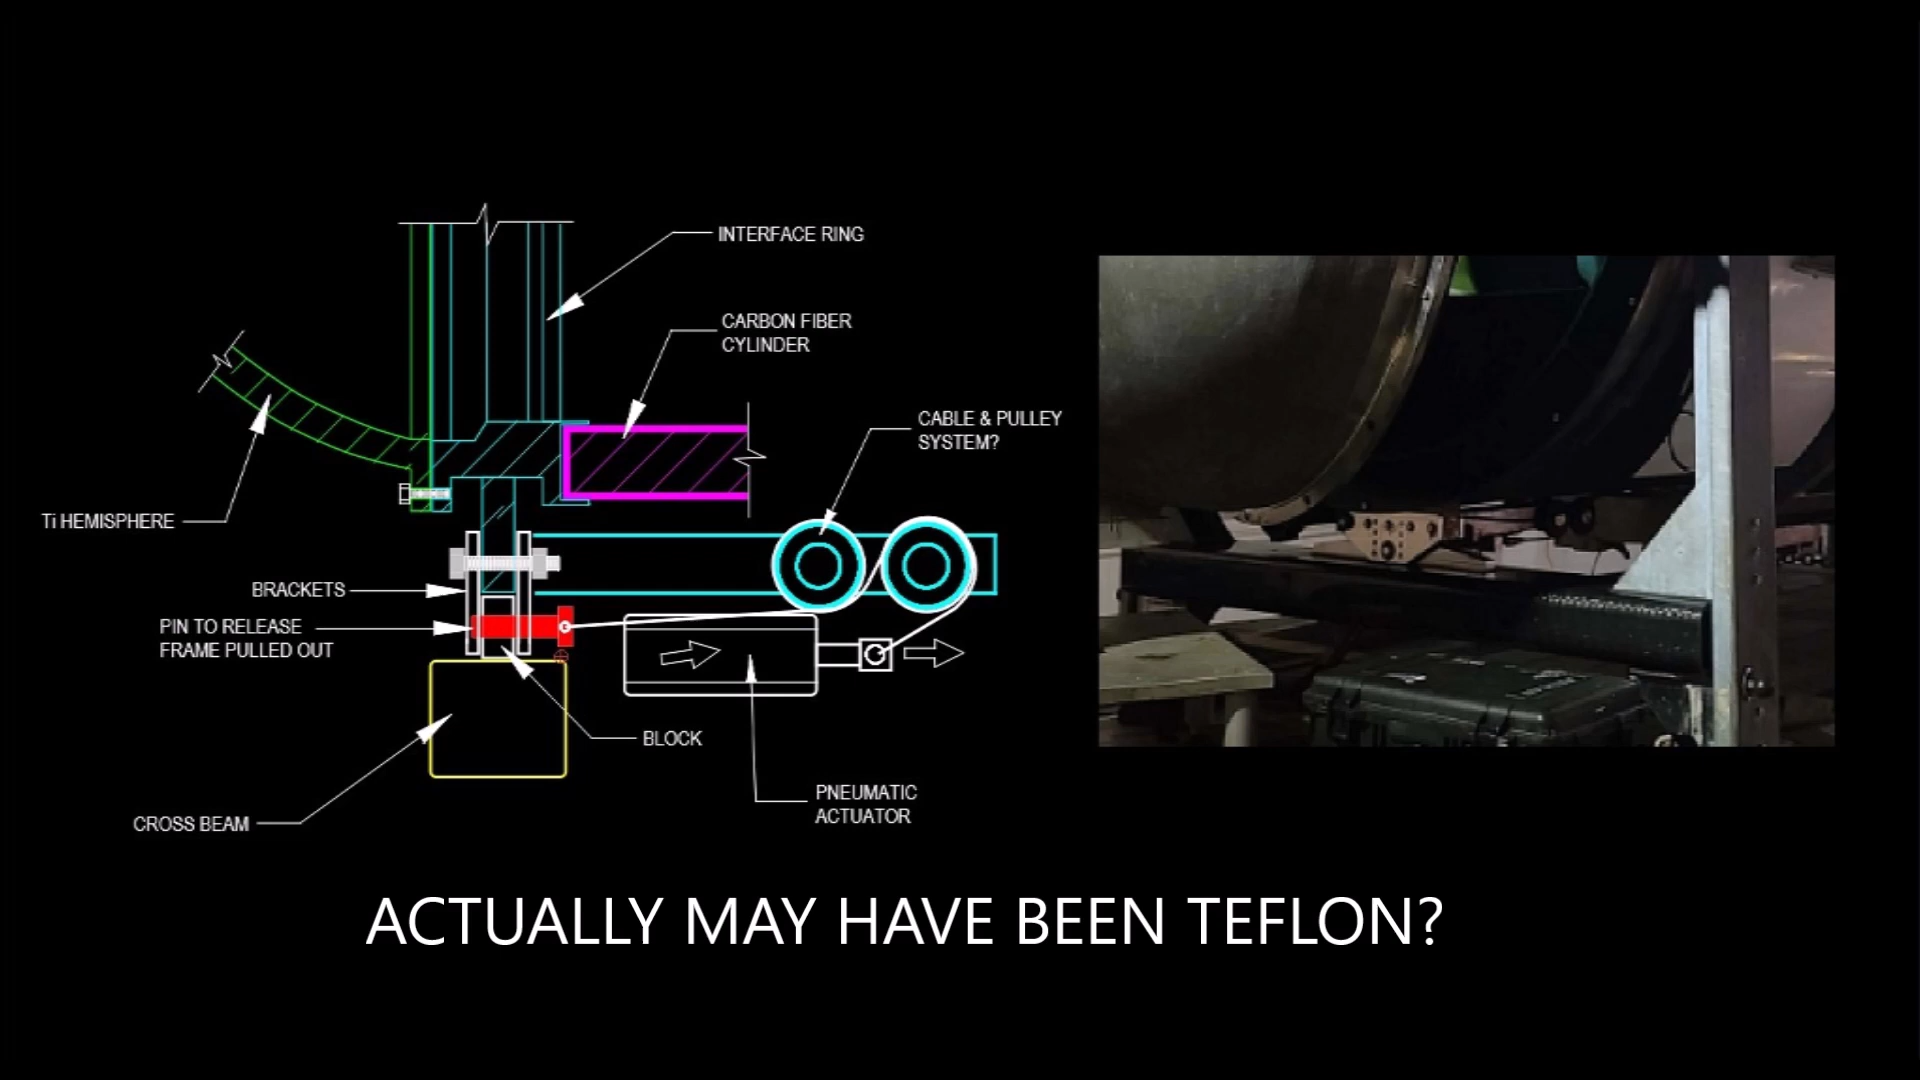 INTERFACE RING
CARBON FIBER
CYLINDER
CABLE & PULLEY
SYSTEM?
Ti HEMISPHERE
BRACKETS
PIN TO RELEASE
FRAME PULLED OUT
BLOCK
PNEUMATIC
ACTUATOR
CROSS BEAM
ACTUALLY MAY HAVE BEEN TEFLON?